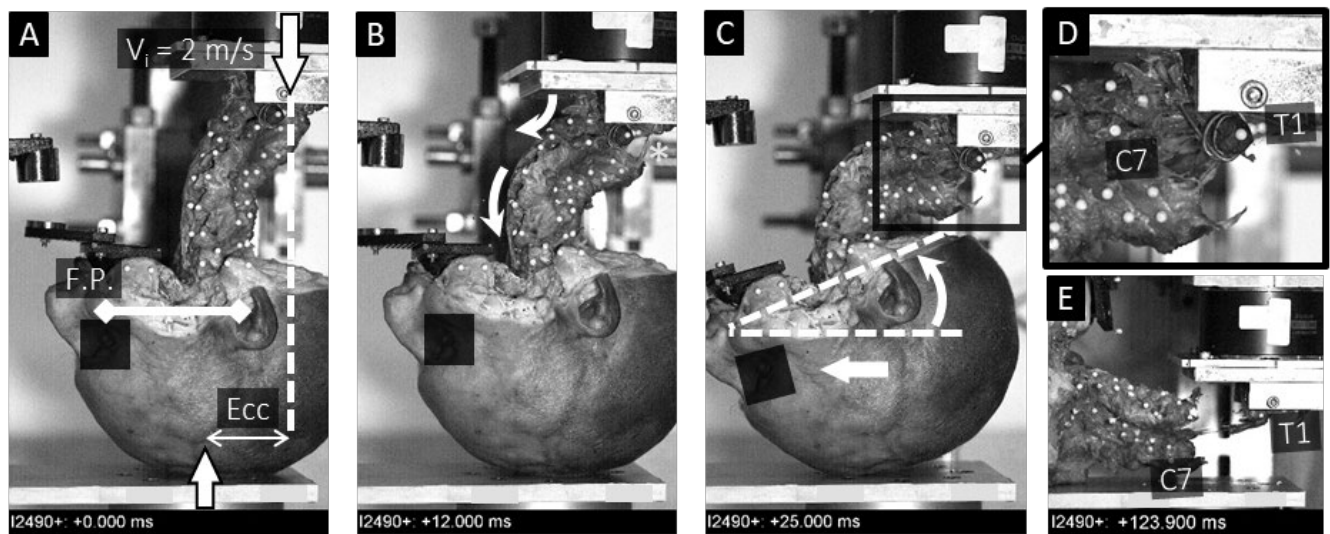 A
Vi = 2 m/s
F.P.
Ecc
I2490+: +0.000 ms
B
*
I2490+: +12.000 ms
C
I2490+: +25.000 ms
D
C7
T1
E
T1
C7
I2490+: +123.900 ms